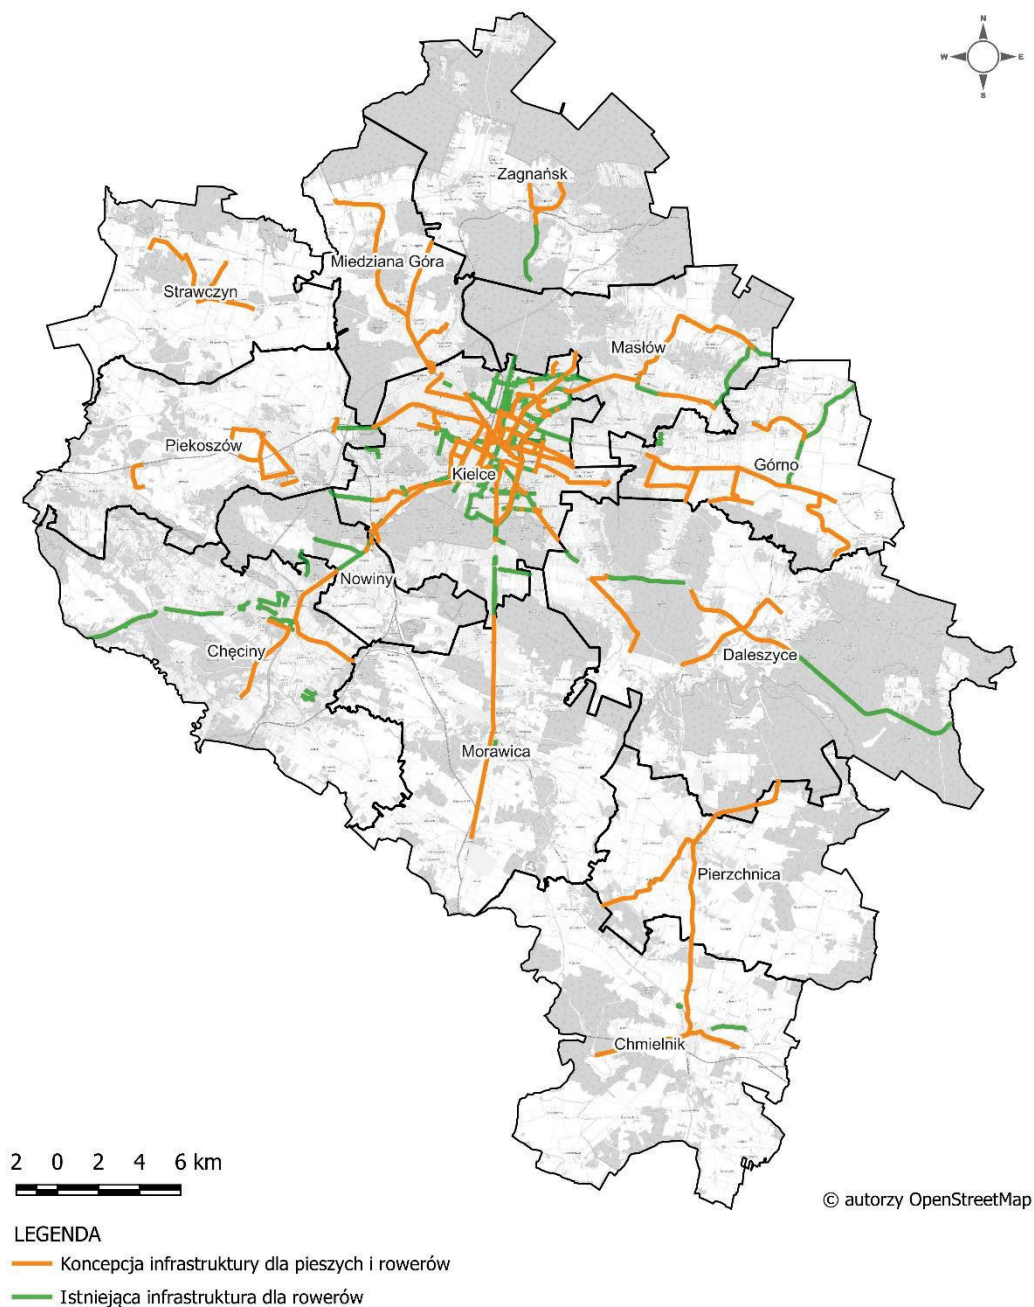 N
W E
S
Zagnańsk
Miedziana Góra
Strawczyn
Masłów
Piekoszów
Górno
Kielce
Nowiny
Chęciny
Daleszyce
Morawica
Pierzchnica
Chmielnik
2 0 2 4 6 km
© autorzy OpenStreetMap
LEGENDA
Koncepcja infrastruktury dla pieszych i rowerów
Istniejąca infrastruktura dla rowerów